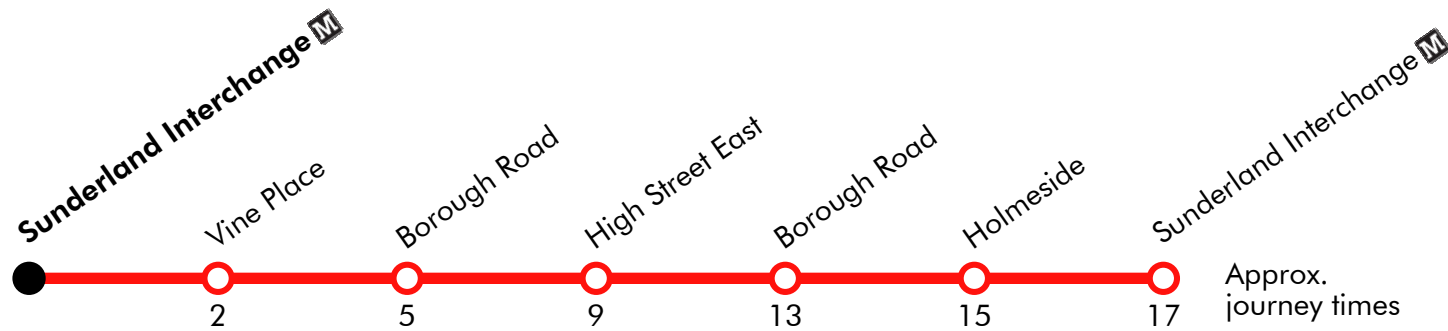 Sunderland Interchange M
Vine Place
Borough Road
High Street East
Borough Road
Holmeside
Sunderland Interchange M
2
5
9
13
15
17
Approx.
journey times